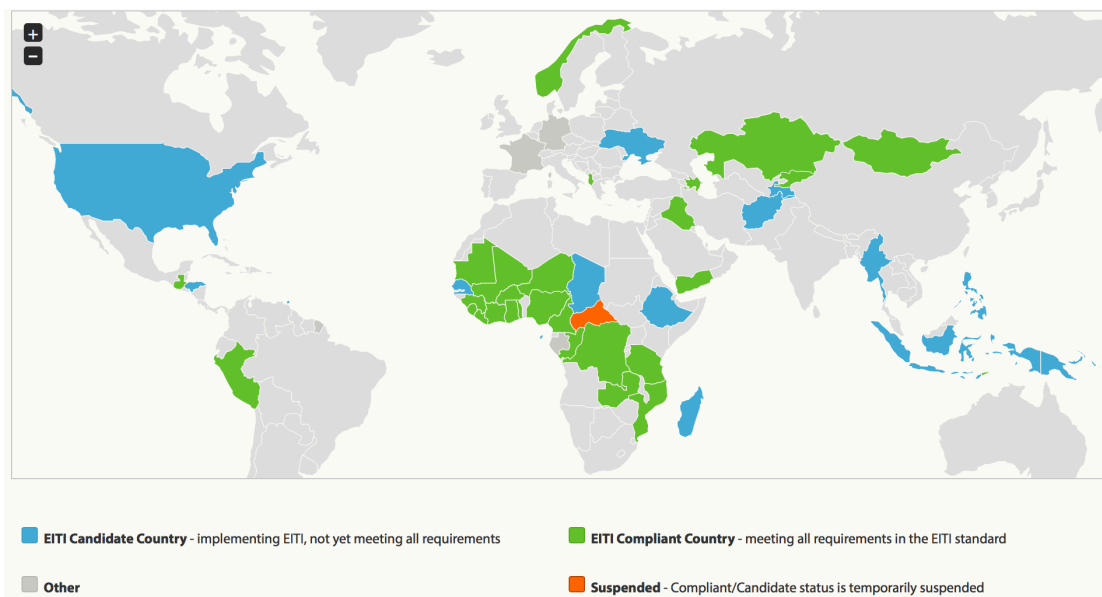 +
−
EITI Candidate Country - implementing EITI, not yet meeting all requirements
EITI Compliant Country - meeting all requirements in the EITI standard
Other
Suspended - Compliant/Candidate status is temporarily suspended